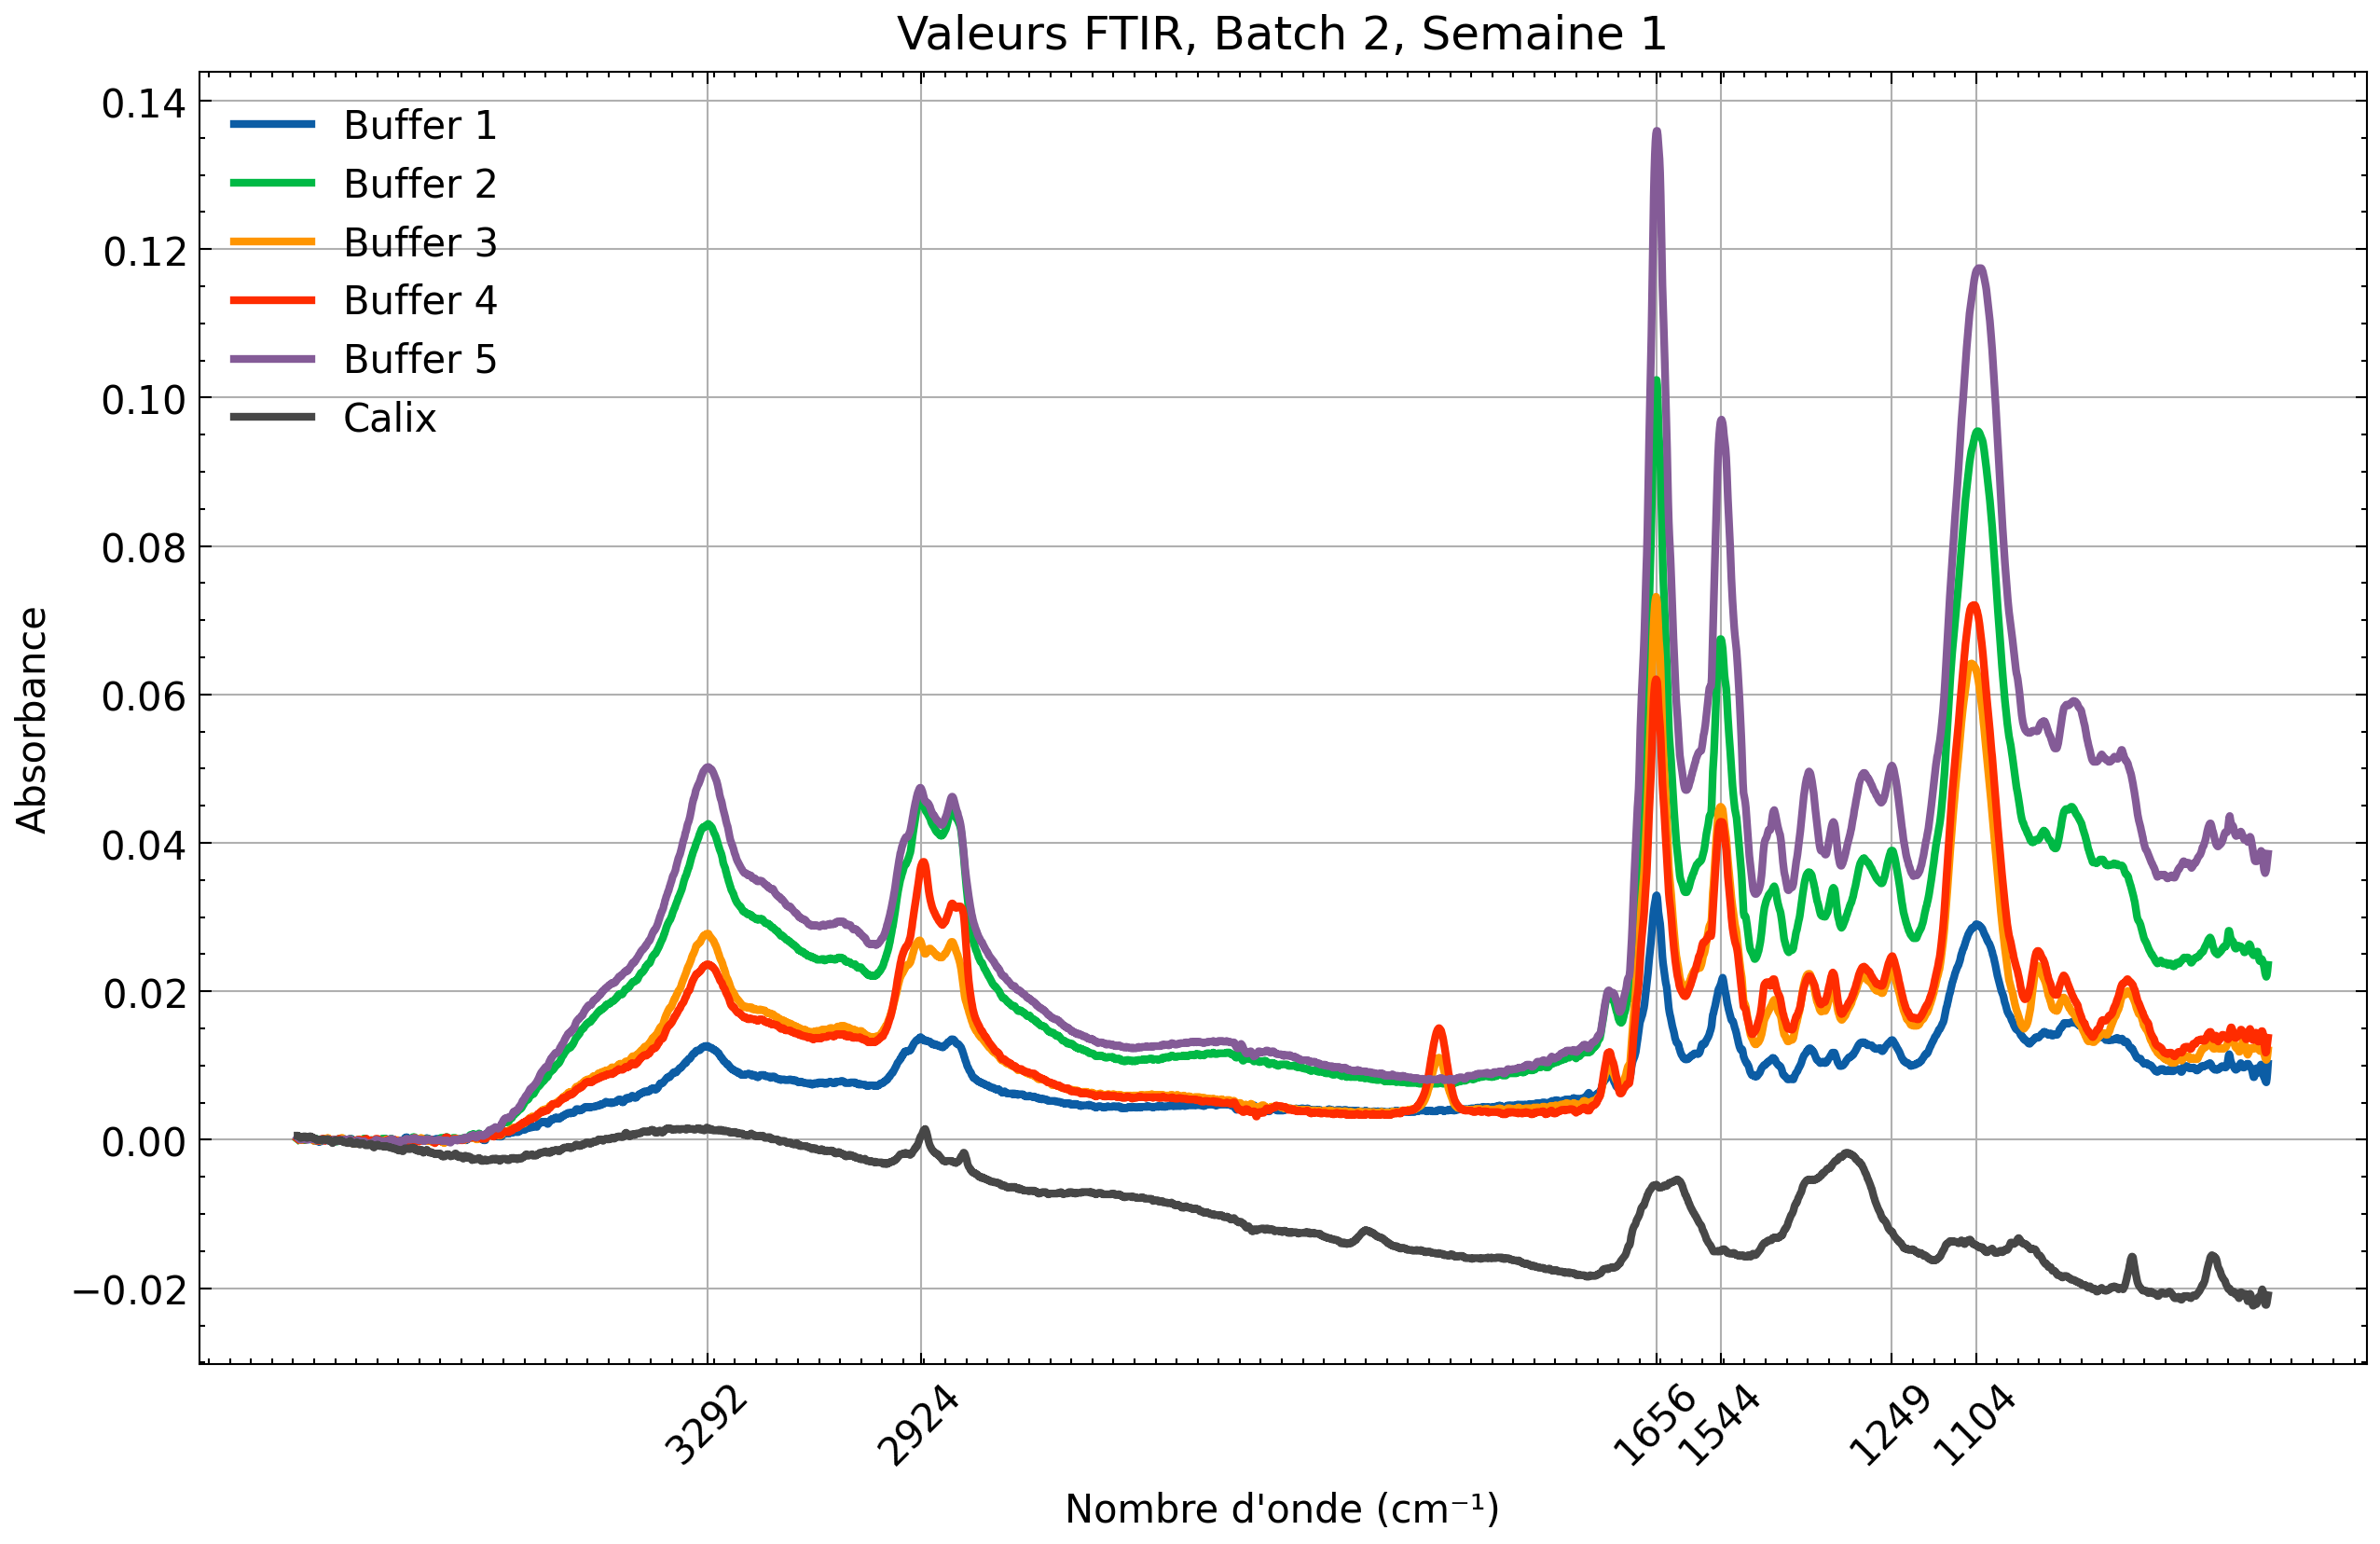 Valeurs FTIR, Batch 2, Semaine 1
0.14
0.12
0.10
0.08
0.06
0.04
0.02
0.00
−0.02
Absorbance
Buffer 1
Buffer 2
Buffer 3
Buffer 4
Buffer 5
Calix
3292
2924
1656
1544
1249
1104
Nombre d'onde (cm⁻¹)